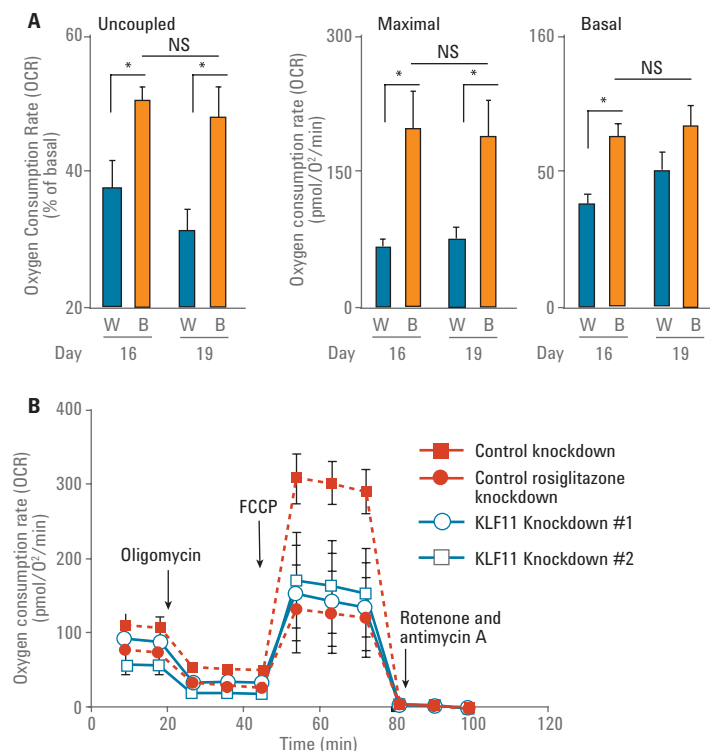 A
Uncoupled
Maximal
Basal
Oxygen Consumption Rate (OCR)
(% of basal)
60
40
20
NS
*
*
W B W B
Day 16 19
Oxygen consumption rate (OCR)
(pmol/O²/min)
300
150
0
NS
*
*
W B W B
Day 16 19
160
50
0
NS
*
W B W B
16 19
B
Oxygen consumption rate (OCR)
(pmol/O²/min)
400
300
200
100
0
Oligomycin
FCCP
Rotenone and
antimycin A
Control knockdown
Control rosiglitazone
knockdown
KLF11 Knockdown #1
KLF11 Knockdown #2
0 20 40 60 80 100 120
Time (min)